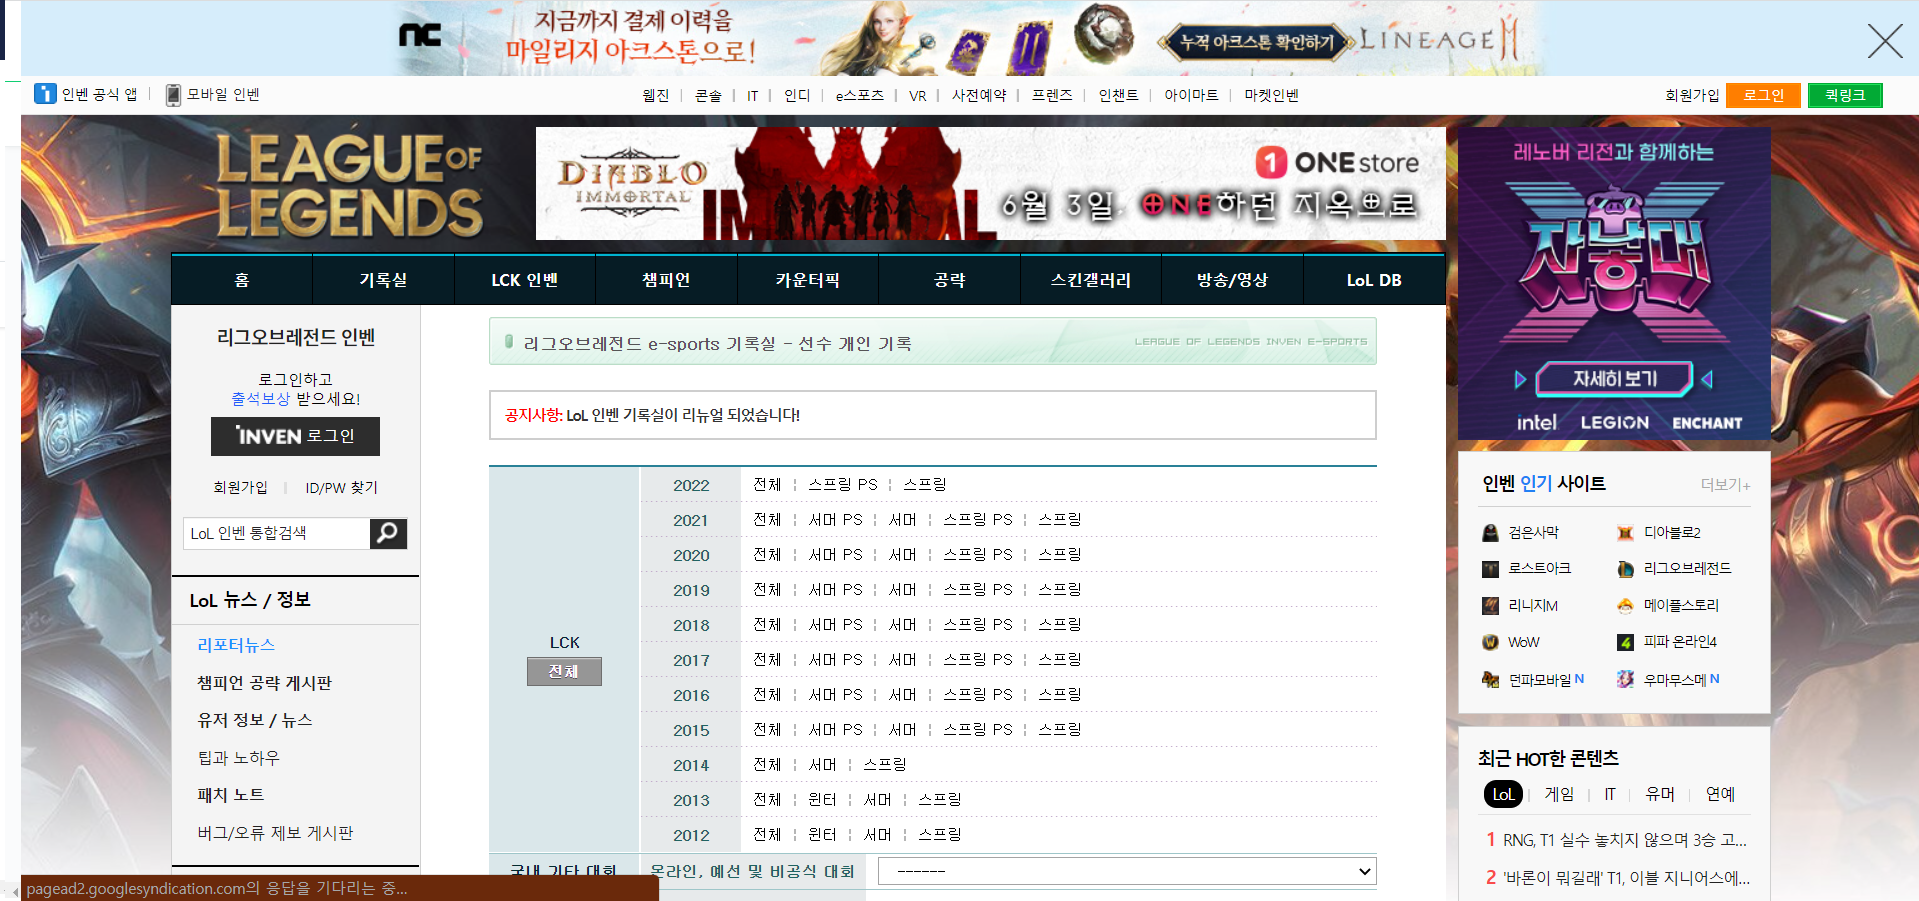 nc
지금까지 결제 이력을
마일리지 아크스톤으로!
누적 아크스톤 확인하기
LINEAGE M
인벤 공식 앱 | 모바일 인벤
웹진 | 콘솔 | IT | 인디 | e스포츠 | VR | 사전예약 | 프렌즈 | 인챈트 | 아이마트 | 마켓인벤
회원가입 로그인 퀵링크
LEAGUE OF
LEGENDS
DIABLO
IMMORTAL
IMMORTAL
1 ONE store
6월 3일, ONE하던 지옥으로
레노버 리전과 함께하는
자낳대
자세히 보기
intel LEGION ENCHANT
홈 기록실 LCK 인벤 챔피언 카운터픽 공략 스킨갤러리 방송/영상 LoL DB
리그오브레전드 인벤
로그인하고
출석보상 받으세요!
INVEN 로그인
회원가입 | ID/PW 찾기
LoL 인벤 통합검색
LoL 뉴스 / 정보
리포터뉴스
챔피언 공략 게시판
유저 정보 / 뉴스
팁과 노하우
패치 노트
버그/오류 제보 게시판
리그오브레전드 e-sports 기록실 - 선수 개인 기록
LEAGUE OF LEGENDS INVEN E-SPORTS
공지사항: LoL 인벤 기록실이 리뉴얼 되었습니다!
LCK
전체
2022 전체 ¦ 스프링 PS ¦ 스프링
2021 전체 ¦ 서머 PS ¦ 서머 ¦ 스프링 PS ¦ 스프링
2020 전체 ¦ 서머 PS ¦ 서머 ¦ 스프링 PS ¦ 스프링
2019 전체 ¦ 서머 PS ¦ 서머 ¦ 스프링 PS ¦ 스프링
2018 전체 ¦ 서머 PS ¦ 서머 ¦ 스프링 PS ¦ 스프링
2017 전체 ¦ 서머 PS ¦ 서머 ¦ 스프링 PS ¦ 스프링
2016 전체 ¦ 서머 PS ¦ 서머 ¦ 스프링 PS ¦ 스프링
2015 전체 ¦ 서머 PS ¦ 서머 ¦ 스프링 PS ¦ 스프링
2014 전체 ¦ 서머 ¦ 스프링
2013 전체 ¦ 윈터 ¦ 서머 ¦ 스프링
2012 전체 ¦ 윈터 ¦ 서머 ¦ 스프링
국내 기타 대회 온라인, 예선 및 비공식 대회 ------
인벤 인기 사이트 더보기+
검은사막 디아블로2
로스트아크 리그오브레전드
리니지M 메이플스토리
WoW 피파 온라인4
던파모바일 N 우마무스메 N
최근 HOT한 콘텐츠
LoL | 게임 | IT | 유머 | 연예
1 RNG, T1 실수 놓치지 않으며 3승 고...
2 '바론이 뭐길래' T1, 이블 지니어스에...
pagead2.googlesyndication.com의 응답을 기다리는 중...